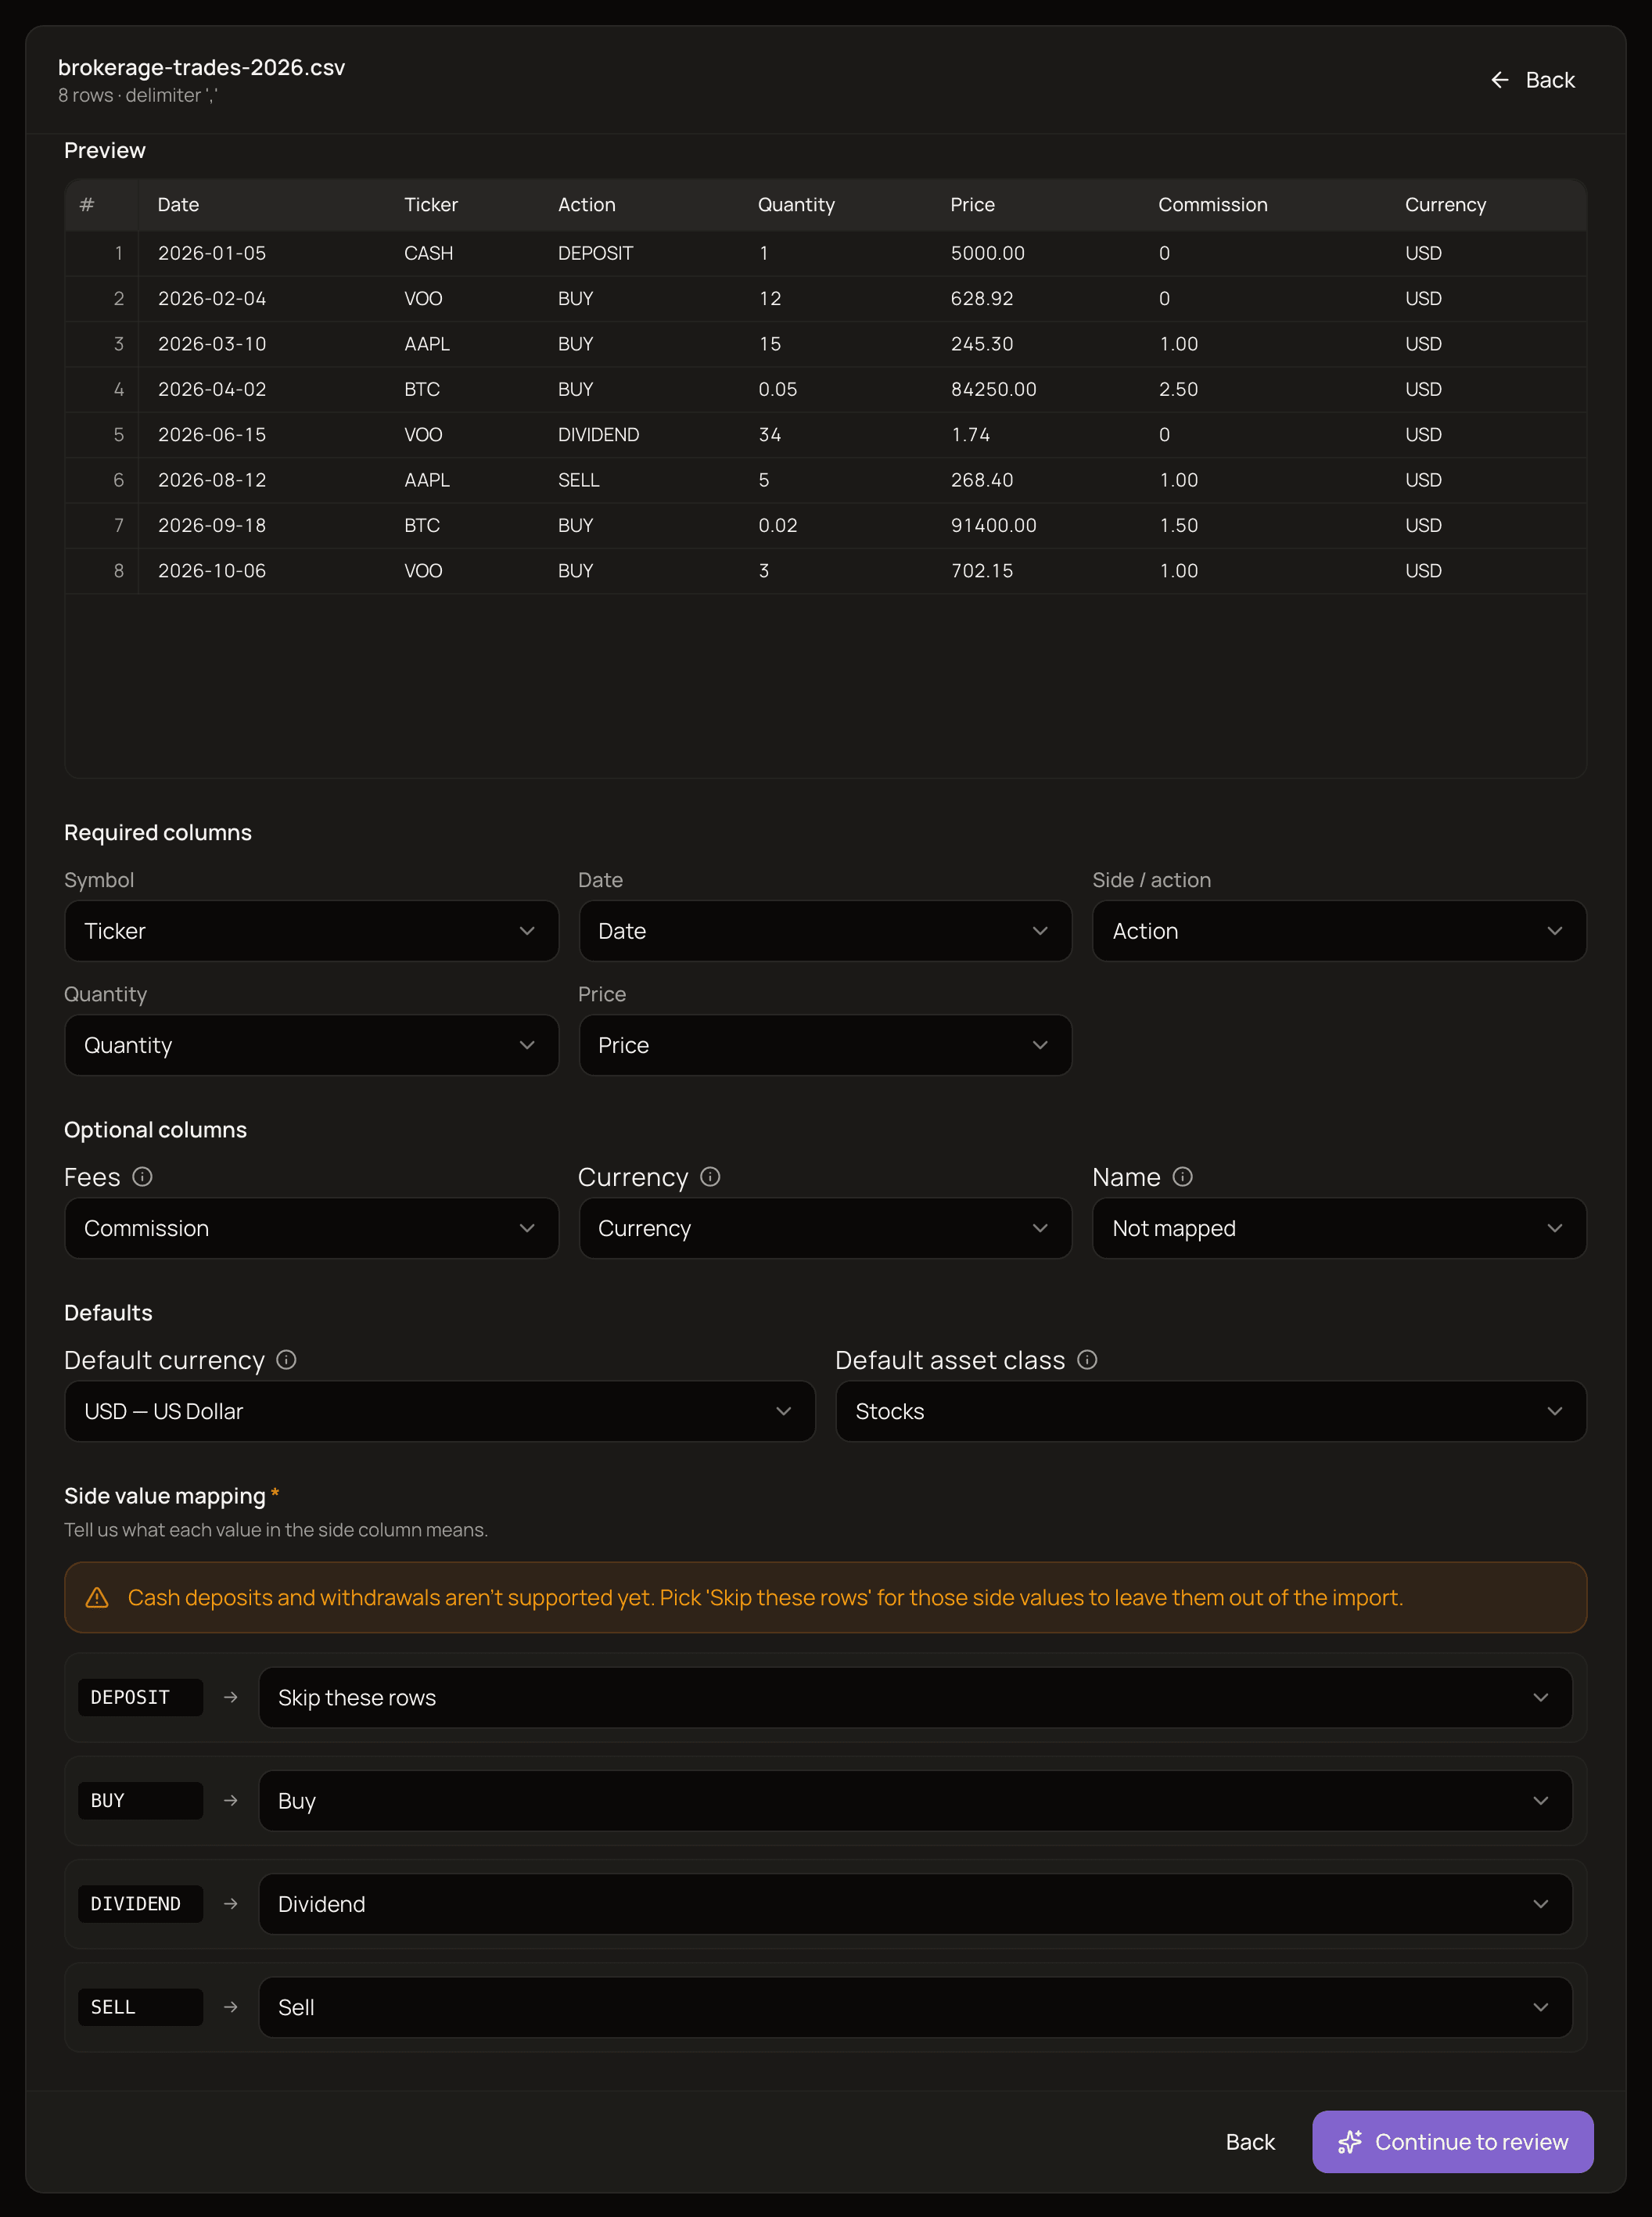 brokerage-trades-2026.csv
8 rows · delimiter ','
← Back
Preview
# Date Ticker Action Quantity Price Commission Currency
1 2026-01-05 CASH DEPOSIT 1 5000.00 0 USD
2 2026-02-04 VOO BUY 12 628.92 0 USD
3 2026-03-10 AAPL BUY 15 245.30 1.00 USD
4 2026-04-02 BTC BUY 0.05 84250.00 2.50 USD
5 2026-06-15 VOO DIVIDEND 34 1.74 0 USD
6 2026-08-12 AAPL SELL 5 268.40 1.00 USD
7 2026-09-18 BTC BUY 0.02 91400.00 1.50 USD
8 2026-10-06 VOO BUY 3 702.15 1.00 USD
Required columns
Symbol Date Side / action
Ticker Date Action
Quantity Price
Quantity Price
Optional columns
Fees Currency Name
Commission Currency Not mapped
Defaults
Default currency Default asset class
USD — US Dollar Stocks
Side value mapping *
Tell us what each value in the side column means.
Cash deposits and withdrawals aren't supported yet. Pick 'Skip these rows' for those side values to leave them out of the import.
DEPOSIT → Skip these rows
BUY → Buy
DIVIDEND → Dividend
SELL → Sell
Back Continue to review